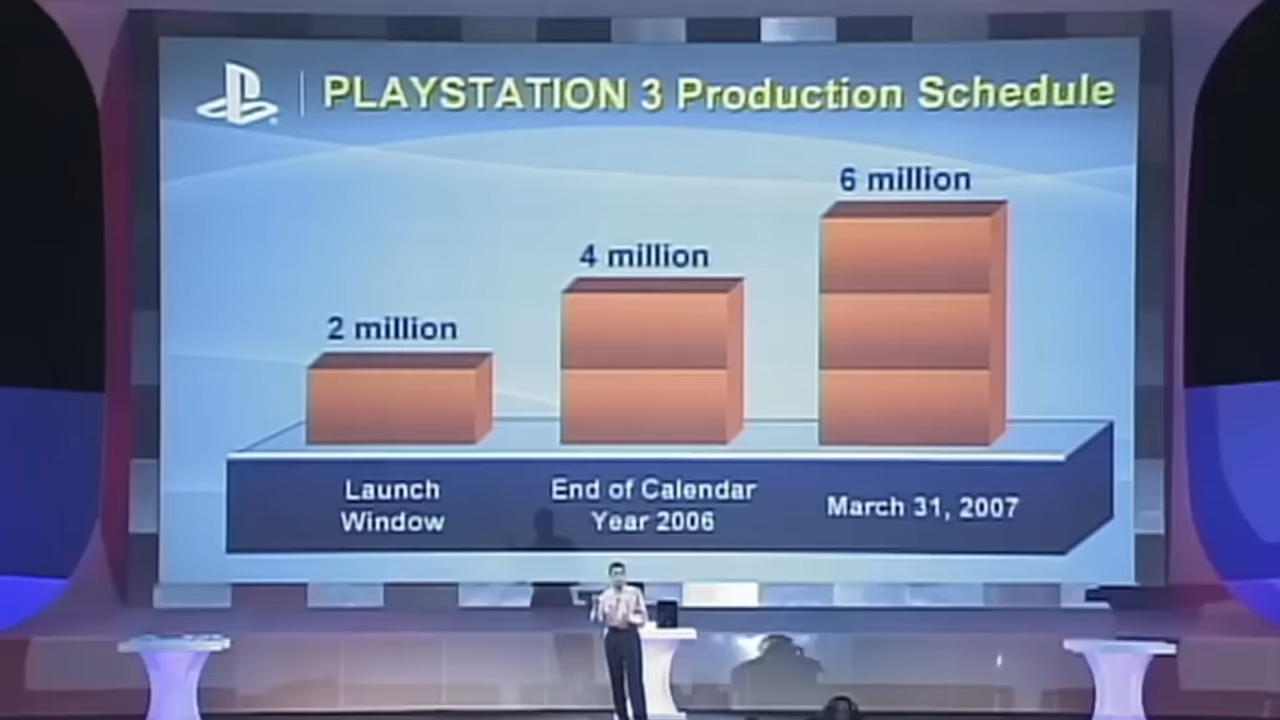 PLAYSTATION 3 Production Schedule
2 million
4 million
6 million
Launch
Window
End of Calendar
Year 2006
March 31, 2007